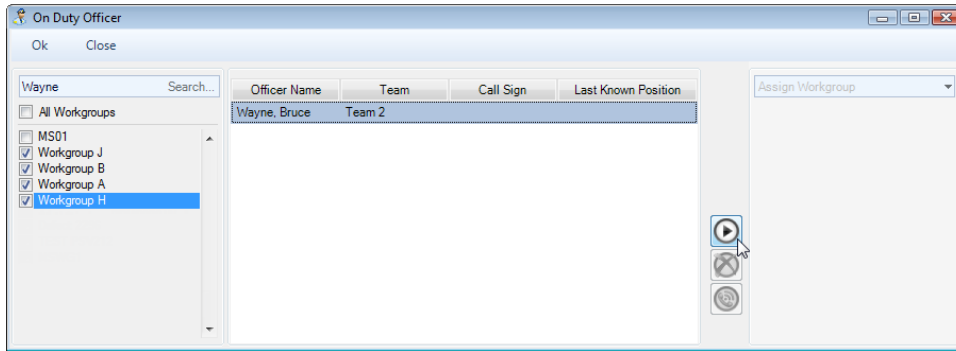 On Duty Officer
Ok Close
Wayne Search...
All Workgroups
MS01
Workgroup J
Workgroup B
Workgroup A
Workgroup H
Officer Name Team Call Sign Last Known Position
Wayne, Bruce Team 2
Assign Workgroup